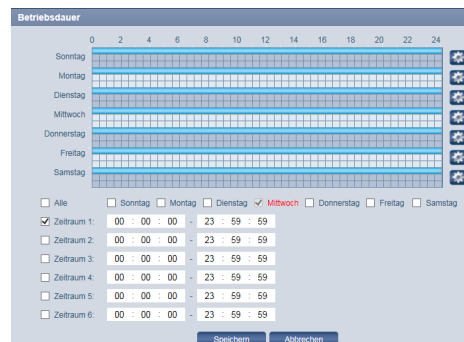 Betriebsdauer
0 2 4 6 8 10 12 14 16 18 20 22 24
Sonntag
Montag
Dienstag
Mittwoch
Donnerstag
Freitag
Samstag
Alle Sonntag Montag Dienstag Mittwoch Donnerstag Freitag Samstag
Zeitraum 1: 00 : 00 : 00 - 23 : 59 : 59
Zeitraum 2: 00 : 00 : 00 - 23 : 59 : 59
Zeitraum 3: 00 : 00 : 00 - 23 : 59 : 59
Zeitraum 4: 00 : 00 : 00 - 23 : 59 : 59
Zeitraum 5: 00 : 00 : 00 - 23 : 59 : 59
Zeitraum 6: 00 : 00 : 00 - 23 : 59 : 59
Speichern Abbrechen